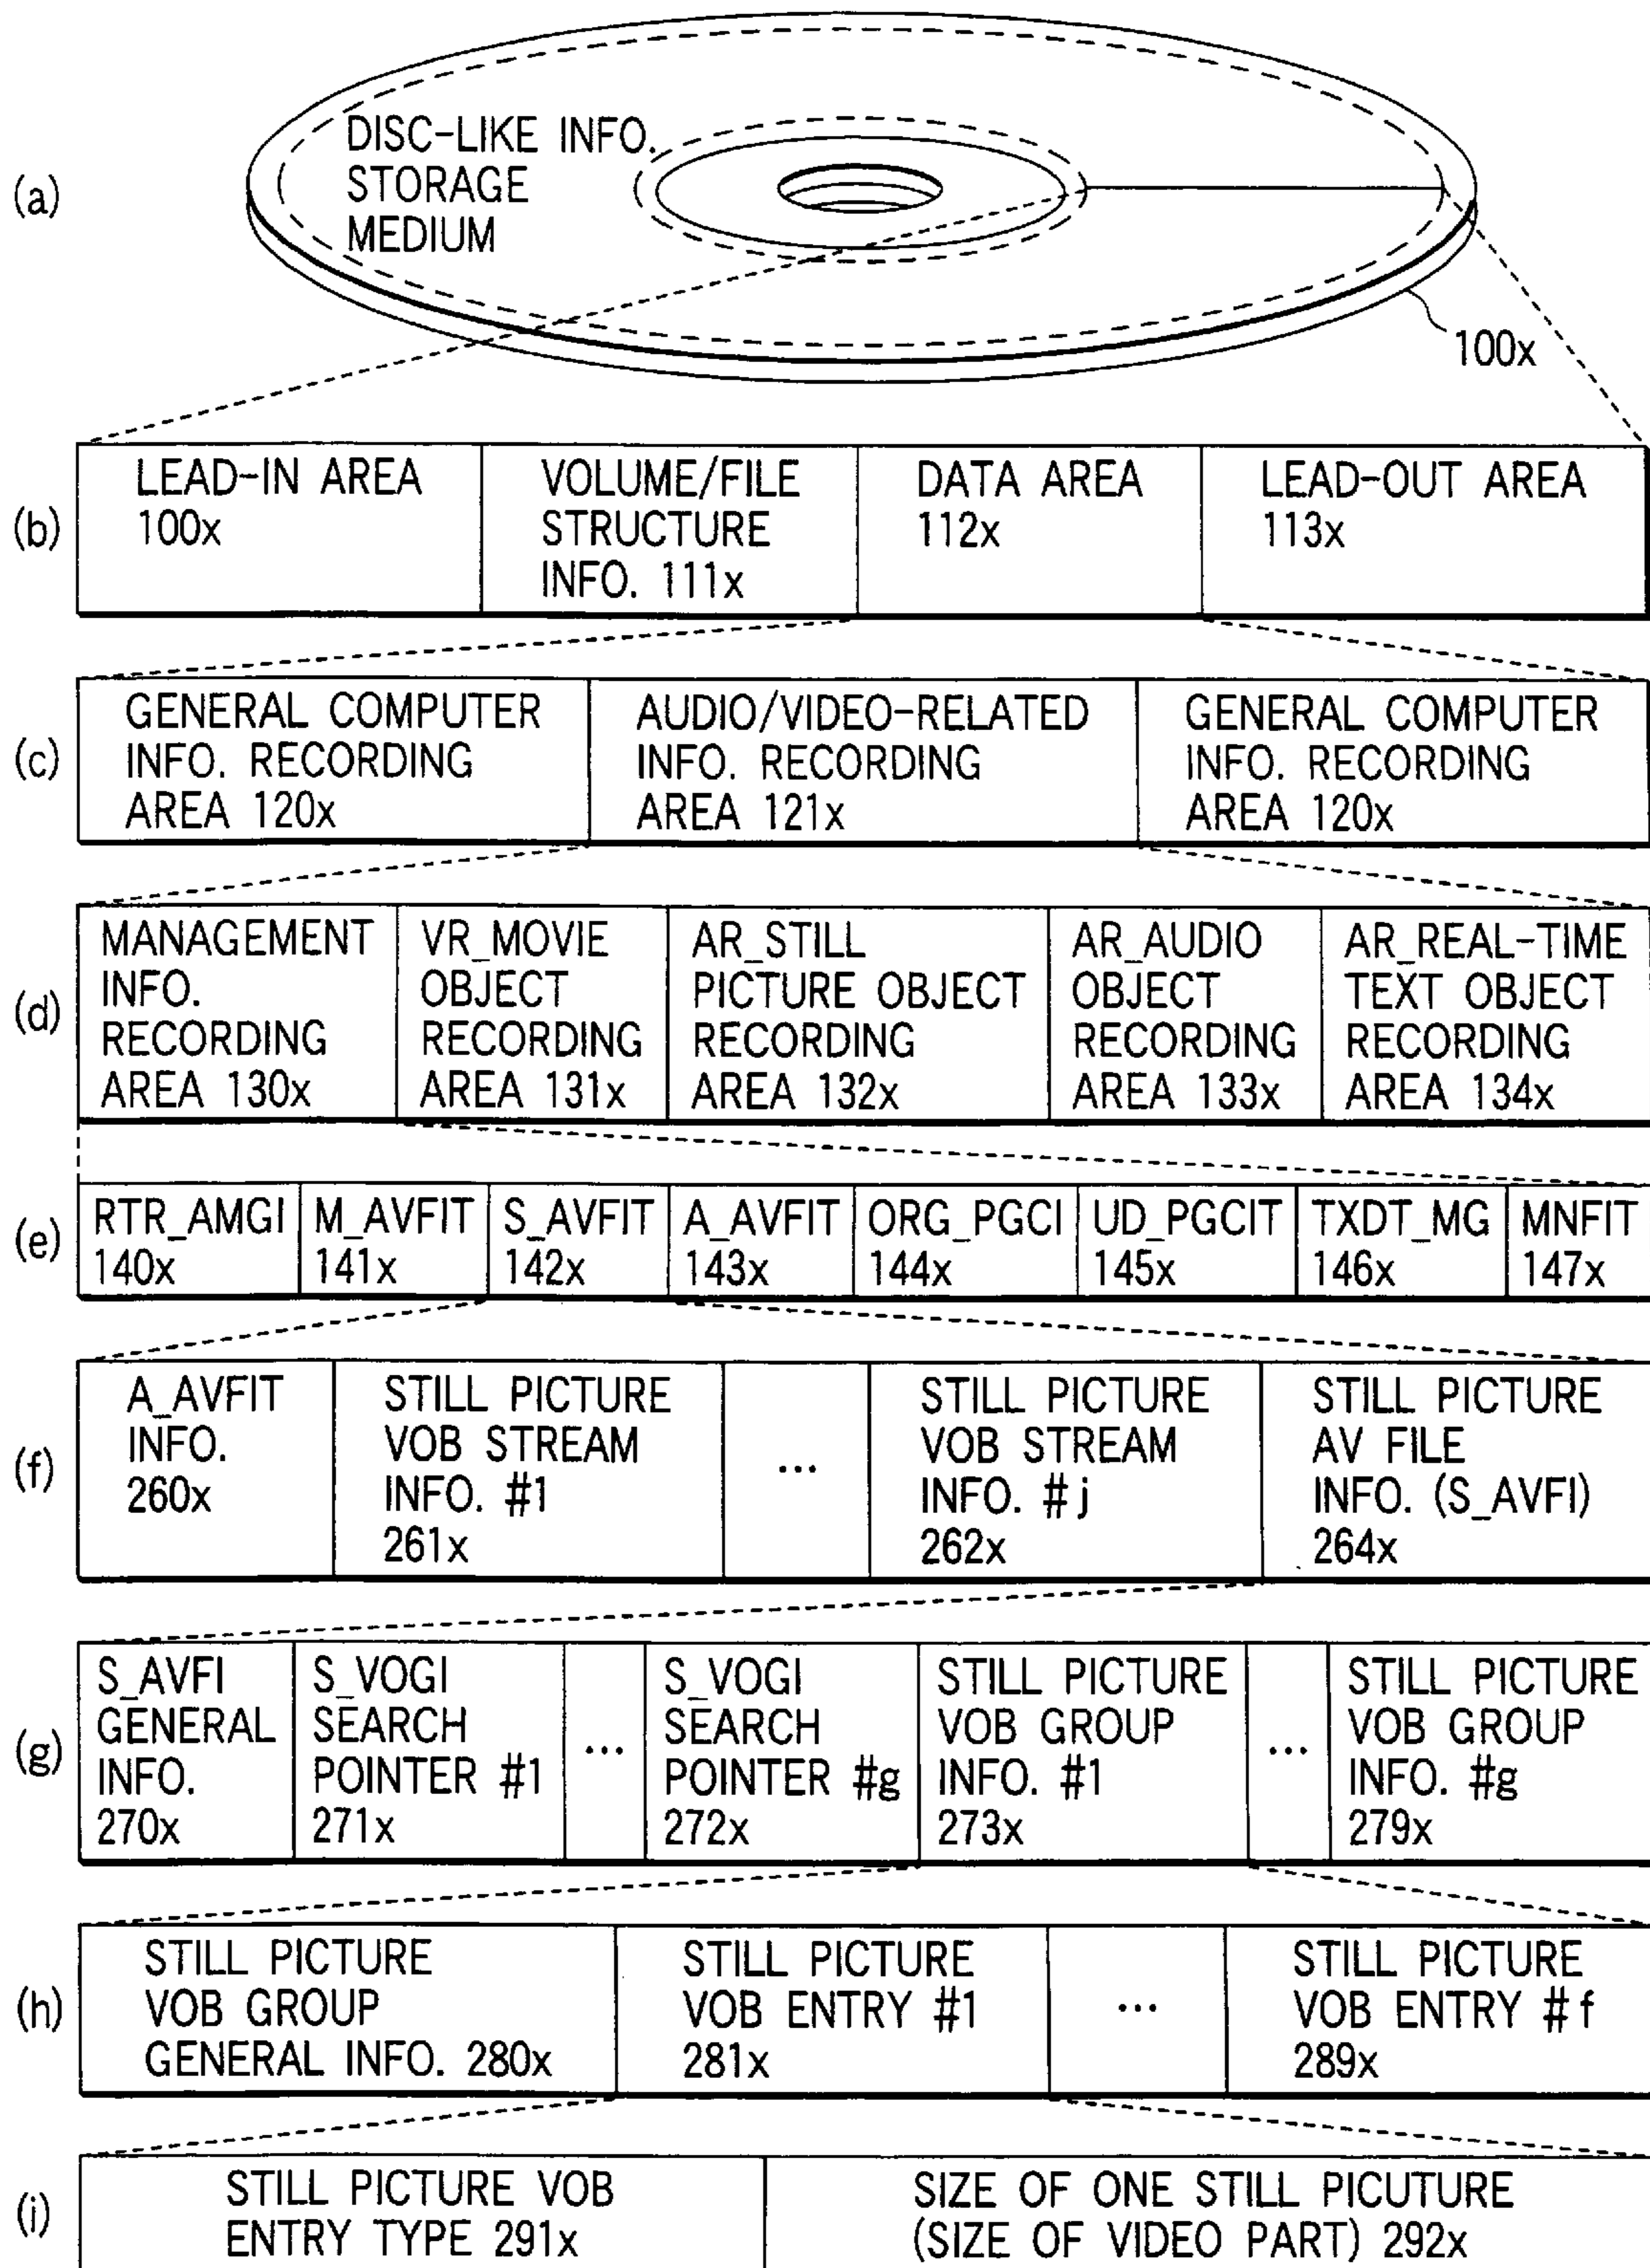 (a)
DISC-LIKE INFO.
STORAGE
MEDIUM
100x
(b)
LEAD-IN AREA
100x
VOLUME/FILE
STRUCTURE
INFO. 111x
DATA AREA
112x
LEAD-OUT AREA
113x
(c)
GENERAL COMPUTER
INFO. RECORDING
AREA 120x
AUDIO/VIDEO-RELATED
INFO. RECORDING
AREA 121x
GENERAL COMPUTER
INFO. RECORDING
AREA 120x
(d)
MANAGEMENT
INFO.
RECORDING
AREA 130x
VR_MOVIE
OBJECT
RECORDING
AREA 131x
AR_STILL
PICTURE OBJECT
RECORDING
AREA 132x
AR_AUDIO
OBJECT
RECORDING
AREA 133x
AR_REAL-TIME
TEXT OBJECT
RECORDING
AREA 134x
(e)
RTR_AMGI
140x
M_AVFIT
141x
S_AVFIT
142x
A_AVFIT
143x
ORG_PGCI
144x
UD_PGCIT
145x
TXDT_MG
146x
MNFIT
147x
(f)
A_AVFIT
INFO.
260x
STILL PICTURE
VOB STREAM
INFO. #1
261x
...
STILL PICTURE
VOB STREAM
INFO. #j
262x
STILL PICTURE
AV FILE
INFO. (S_AVFI)
264x
(g)
S_AVFI
GENERAL
INFO.
270x
S_VOGI
SEARCH
POINTER #1
271x
...
S_VOGI
SEARCH
POINTER #g
272x
STILL PICTURE
VOB GROUP
INFO. #1
273x
...
STILL PICTURE
VOB GROUP
INFO. #g
279x
(h)
STILL PICTURE
VOB GROUP
GENERAL INFO. 280x
STILL PICTURE
VOB ENTRY #1
281x
...
STILL PICTURE
VOB ENTRY #f
289x
(i)
STILL PICTURE VOB
ENTRY TYPE 291x
SIZE OF ONE STILL PICUTURE
(SIZE OF VIDEO PART) 292x